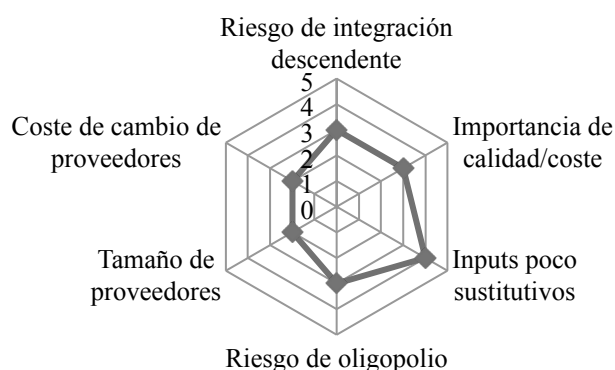 Riesgo de integración
descendente
5
4
3
2
1
0
Coste de cambio de
proveedores
Importancia de
calidad/coste
Tamaño de
proveedores
Inputs poco
sustitutivos
Riesgo de oligopolio